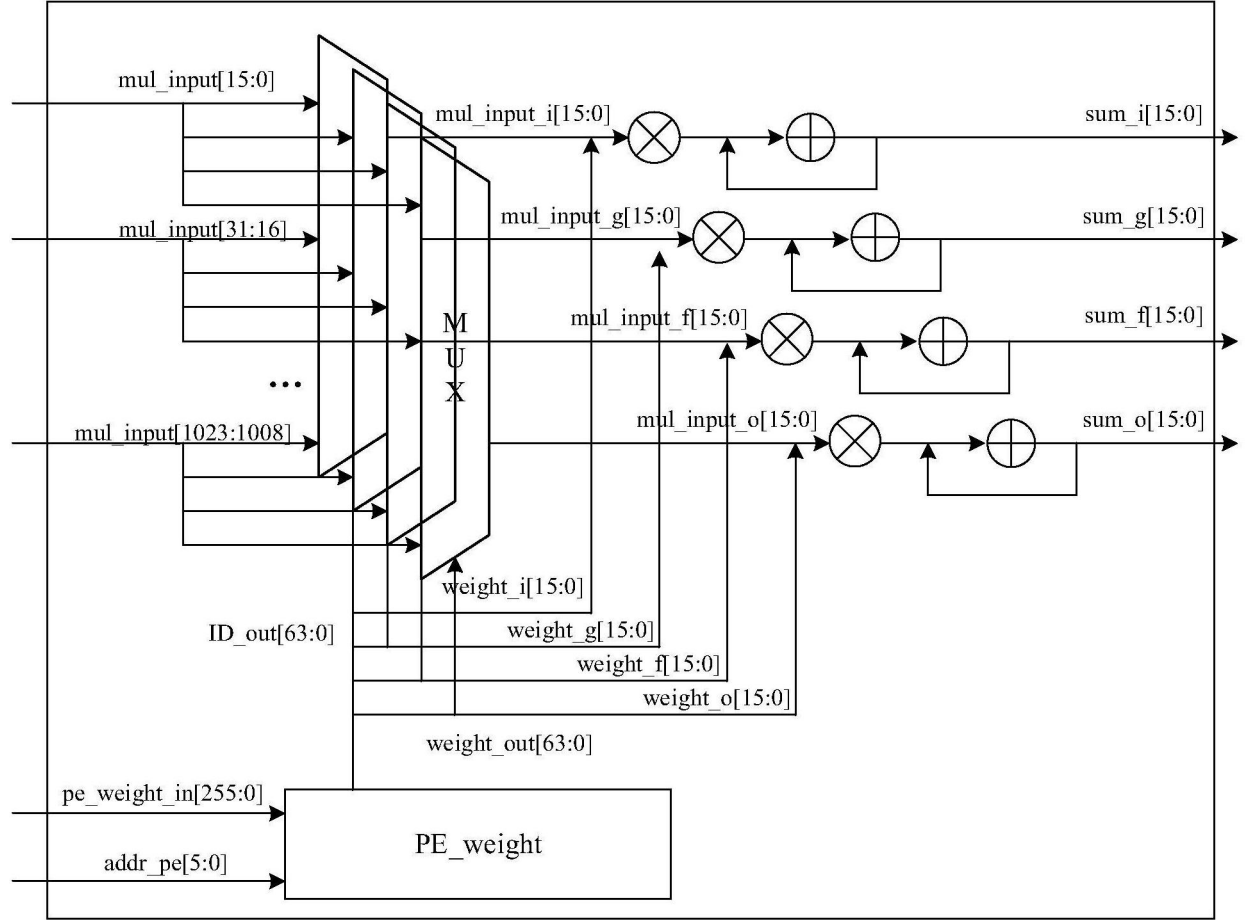 mul_input[15:0]
mul_input_i[15:0]
sum_i[15:0]
mul_input[31:16]
mul_input_g[15:0]
sum_g[15:0]
M
U
X
mul_input_f[15:0]
sum_f[15:0]
...
mul_input[1023:1008]
mul_input_o[15:0]
sum_o[15:0]
weight_i[15:0]
ID_out[63:0]
weight_g[15:0]
weight_f[15:0]
weight_o[15:0]
weight_out[63:0]
pe_weight_in[255:0]
PE_weight
addr_pe[5:0]